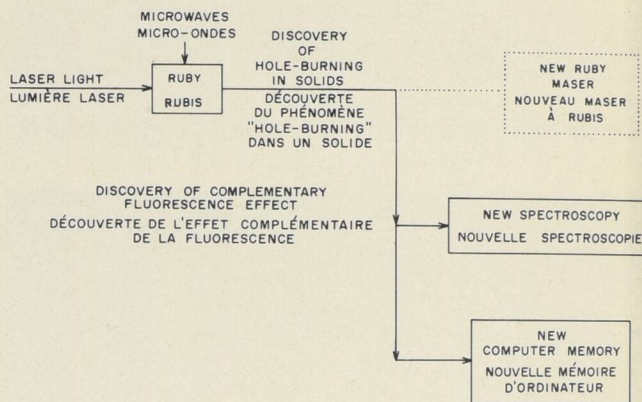 MICROWAVES
MICRO-ONDES
LASER LIGHT
LUMIÈRE LASER
RUBY
RUBIS
DISCOVERY
OF
HOLE-BURNING
IN SOLIDS
DÉCOUVERTE
DU PHÉNOMÈNE
"HOLE-BURNING"
DANS UN SOLIDE
NEW RUBY
MASER
NOUVEAU MASER
À RUBIS
DISCOVERY OF COMPLEMENTARY
FLUORESCENCE EFFECT
DÉCOUVERTE DE L'EFFET COMPLÉMENTAIRE
DE LA FLUORESCENCE
NEW SPECTROSCOPY
NOUVELLE SPECTROSCOPIE
NEW
COMPUTER MEMORY
NOUVELLE MÉMOIRE
D'ORDINATEUR